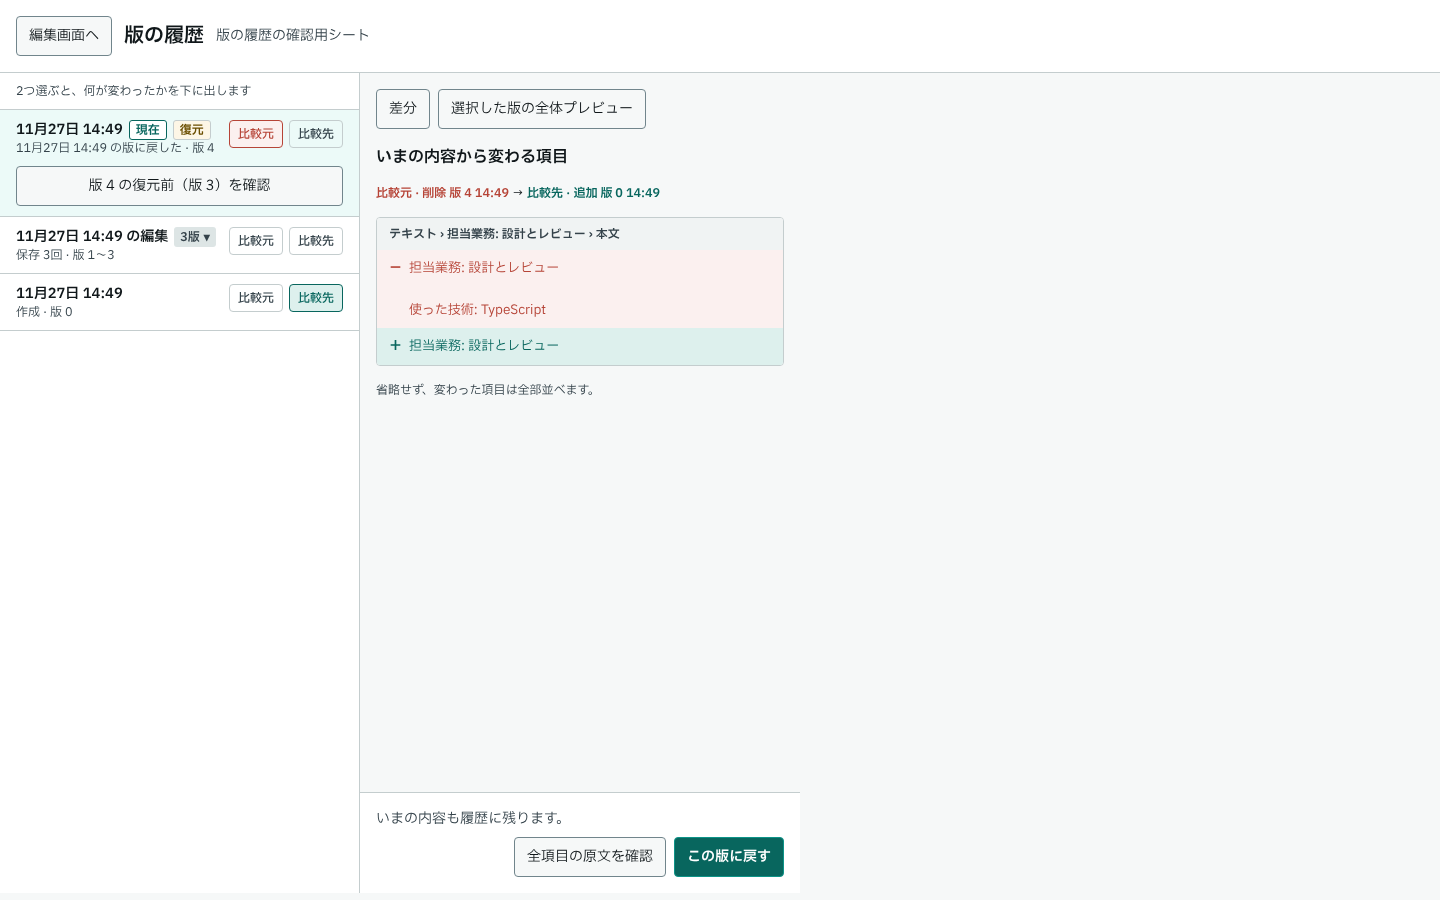 編集画面へ 版の履歴 版の履歴の確認用シート
2つ選ぶと、何が変わったかを下に出します
11月27日 14:49 現在 復元 比較元 比較先
11月27日 14:49 の版に戻した · 版 4
版 4 の復元前（版 3）を確認
11月27日 14:49 の編集 3版 ▾ 比較元 比較先
保存 3回 · 版 1〜3
11月27日 14:49 比較元 比較先
作成 · 版 0
差分 選択した版の全体プレビュー
いまの内容から変わる項目
比較元 · 削除 版 4 14:49 → 比較先 · 追加 版 0 14:49
テキスト › 担当業務: 設計とレビュー › 本文
− 担当業務: 設計とレビュー
使った技術: TypeScript
+ 担当業務: 設計とレビュー
省略せず、変わった項目は全部並べます。
いまの内容も履歴に残ります。
全項目の原文を確認 この版に戻す